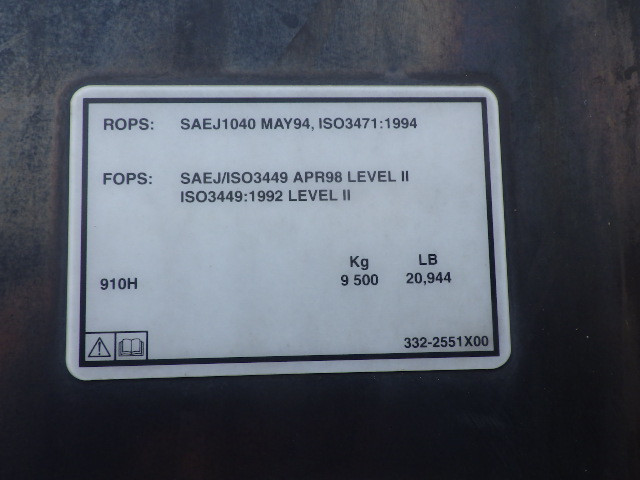 ROPS: SAEJ1040 MAY94, ISO3471:1994
FOPS: SAEJ/ISO3449 APR98 LEVEL II
ISO3449:1992 LEVEL II
Kg LB
910H 9 500 20,944
332-2551X00